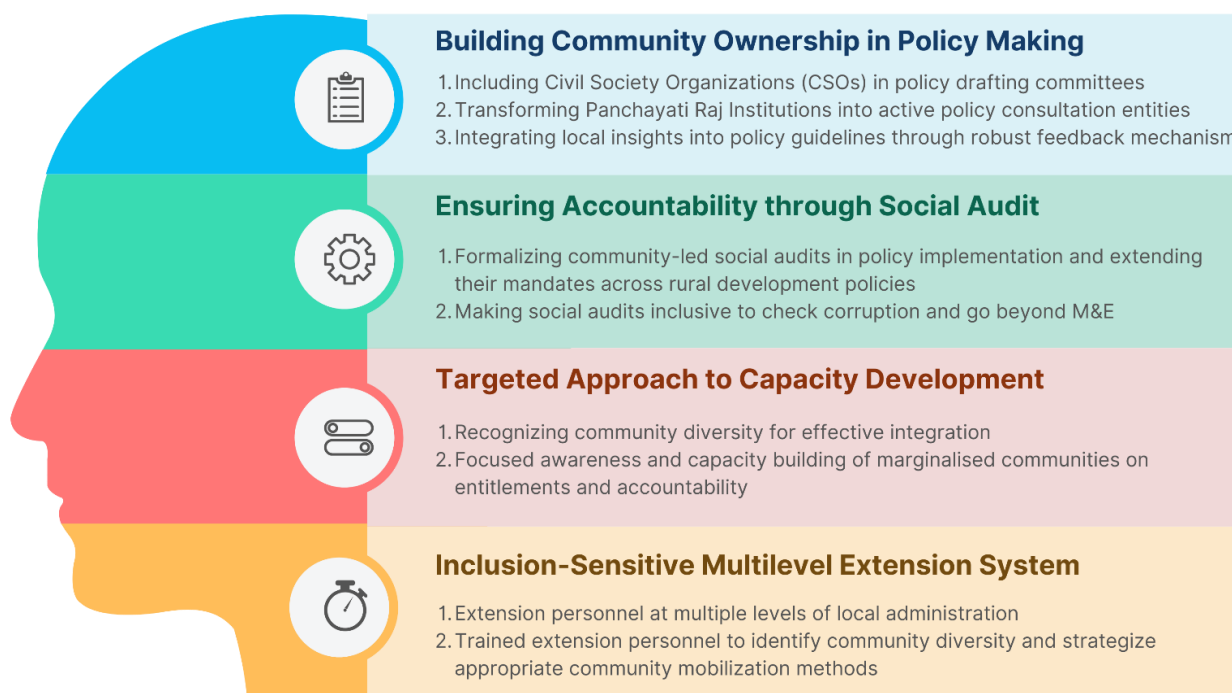 Building Community Ownership in Policy Making
1. Including Civil Society Organizations (CSOs) in policy drafting committees
2. Transforming Panchayati Raj Institutions into active policy consultation entities
3. Integrating local insights into policy guidelines through robust feedback mechanism
Ensuring Accountability through Social Audit
1. Formalizing community-led social audits in policy implementation and extending
their mandates across rural development policies
2. Making social audits inclusive to check corruption and go beyond M&E
Targeted Approach to Capacity Development
1. Recognizing community diversity for effective integration
2. Focused awareness and capacity building of marginalised communities on
entitlements and accountability
Inclusion-Sensitive Multilevel Extension System
1. Extension personnel at multiple levels of local administration
2. Trained extension personnel to identify community diversity and strategize
appropriate community mobilization methods